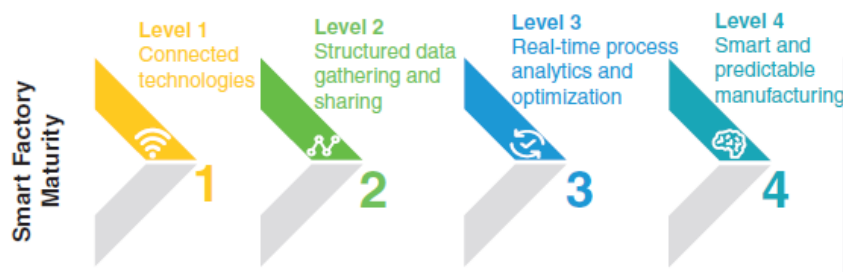 Smart Factory
Maturity
Level 1
Connected
technologies
1
Level 2
Structured data
gathering and
sharing
2
Level 3
Real-time process
analytics and
optimization
3
Level 4
Smart and
predictable
manufacturing
4